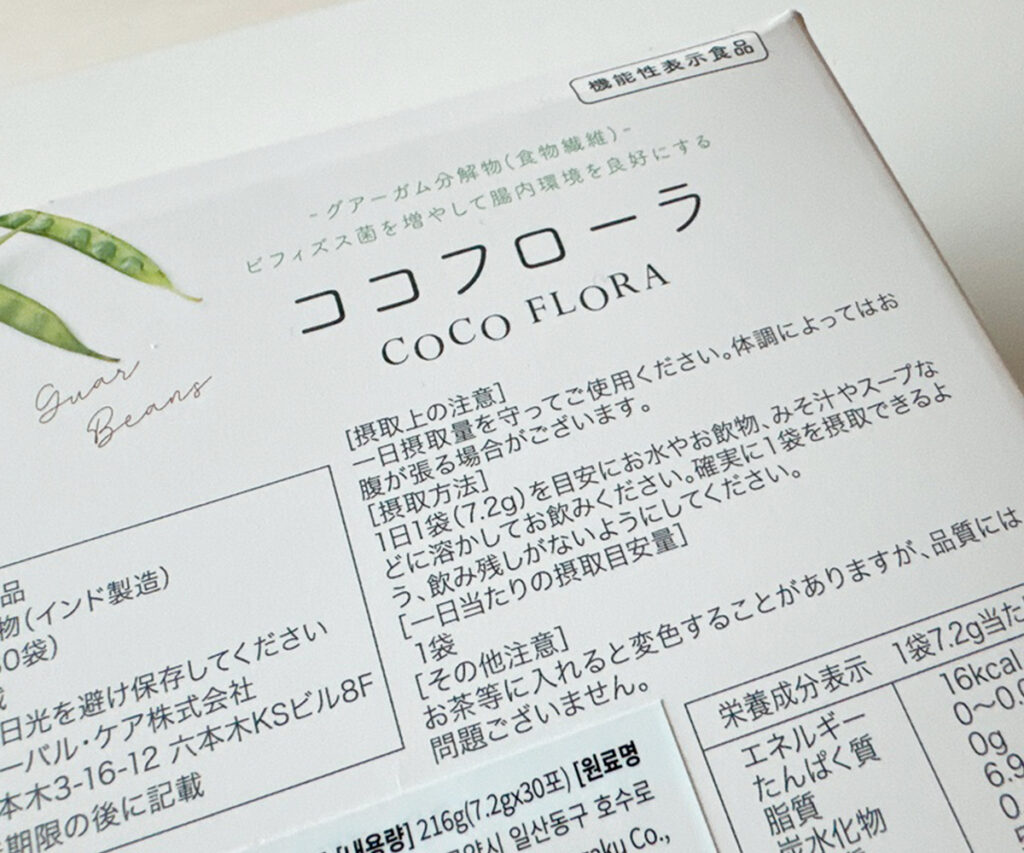 機能性表示食品
-グアーガム分解物(食物繊維)-
ビフィズス菌を増やして腸内環境を良好にする
ココフローラ
COCO FLORA
Guar
Beans
[摂取上の注意]
一日摂取量を守ってご使用ください。体調によってはお
腹が張る場合がございます。
[摂取方法]
1日1袋(7.2g)を目安にお水やお飲物、みそ汁やスープな
どに溶かしてお飲みください。確実に1袋を摂取できるよ
う、飲み残しがないようにしてください。
[一日当たりの摂取目安量]
1袋
[その他注意]
お茶等に入れると変色することがありますが、品質には
問題ございません。
品
物(インド製造)
0袋)
日光を避け保存してください
ーバル・ケア株式会社
本木3-16-12 六本木KSビル8F
期限の後に記載
栄養成分表示 1袋7.2g当た
エネルギー 16kcal
たんぱく質 0〜0.
脂質 0g
炭水化物 6.9
0
[내용량] 216g(7.2gx30포) [원료명
양시 일산동구 호수로
ku Co.,